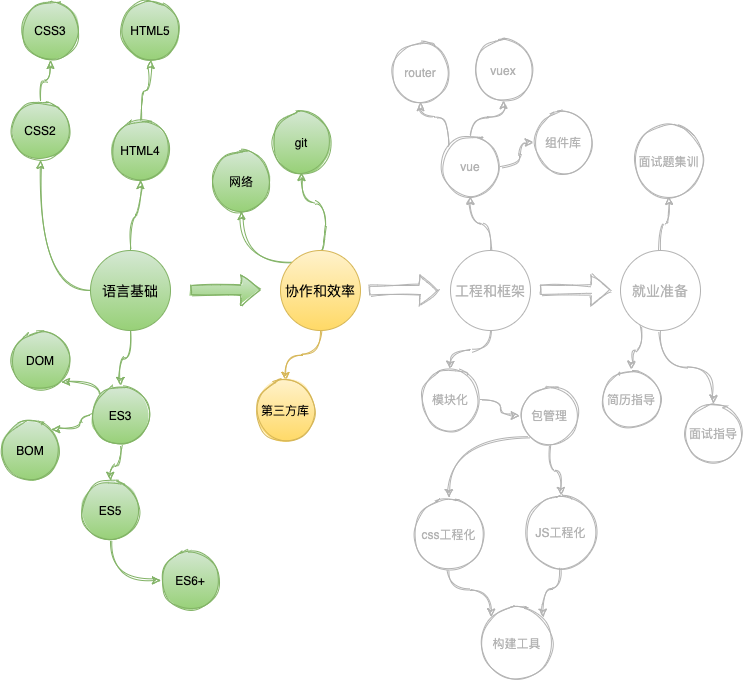 CSS3
HTML5
CSS2
HTML4
语言基础
DOM
ES3
BOM
ES5
ES6+
git
网络
协作和效率
第三方库
router
vuex
vue
组件库
工程和框架
模块化
包管理
css工程化
JS工程化
构建工具
面试题集训
就业准备
简历指导
面试指导